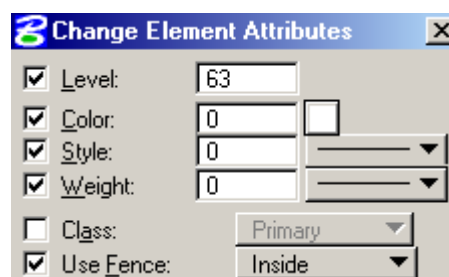 Change Element Attributes
Level: 63
Color: 0
Style: 0
Weight: 0
Class: Primary
Use Fence: Inside